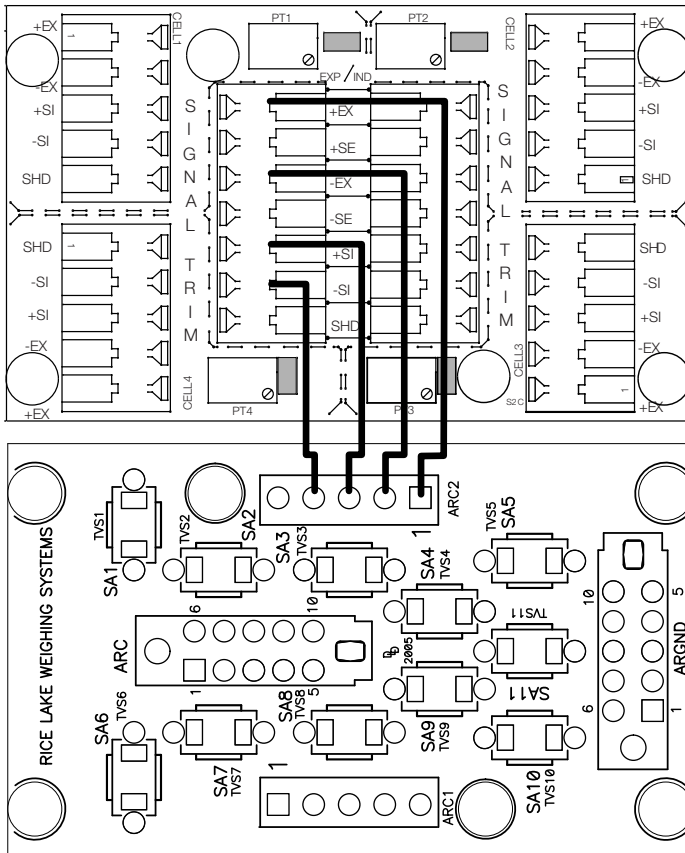 +EX
-EX
+SI
-SI
SHD
1
CELL1
PT1
PT2
EXP / IND
CELL2
+EX
-EX
+SI
-SI
SHD
1
SIGNAL TRIM
+EX
+SE
-EX
-SE
+SI
-SI
SHD
SIGNAL TRIM
SHD
-SI
+SI
-EX
+EX
1
CELL4
PT4
PT3
SHD
-SI
+SI
-EX
+EX
1
CELL3
S2C
RICE LAKE WEIGHING SYSTEMS
TVS1
SA1
TVS2
SA2
SA3
TVS3
1
ARC2
SA4
TVS4
TVS5
SA5
ARC
6
10
1
5
2005
TVS11
SA11
10
5
6
1
ARGND
TVS6
SA6
SA7
TVS7
SA8
TVS8
SA9
TVS9
SA10
TVS10
1
ARC1